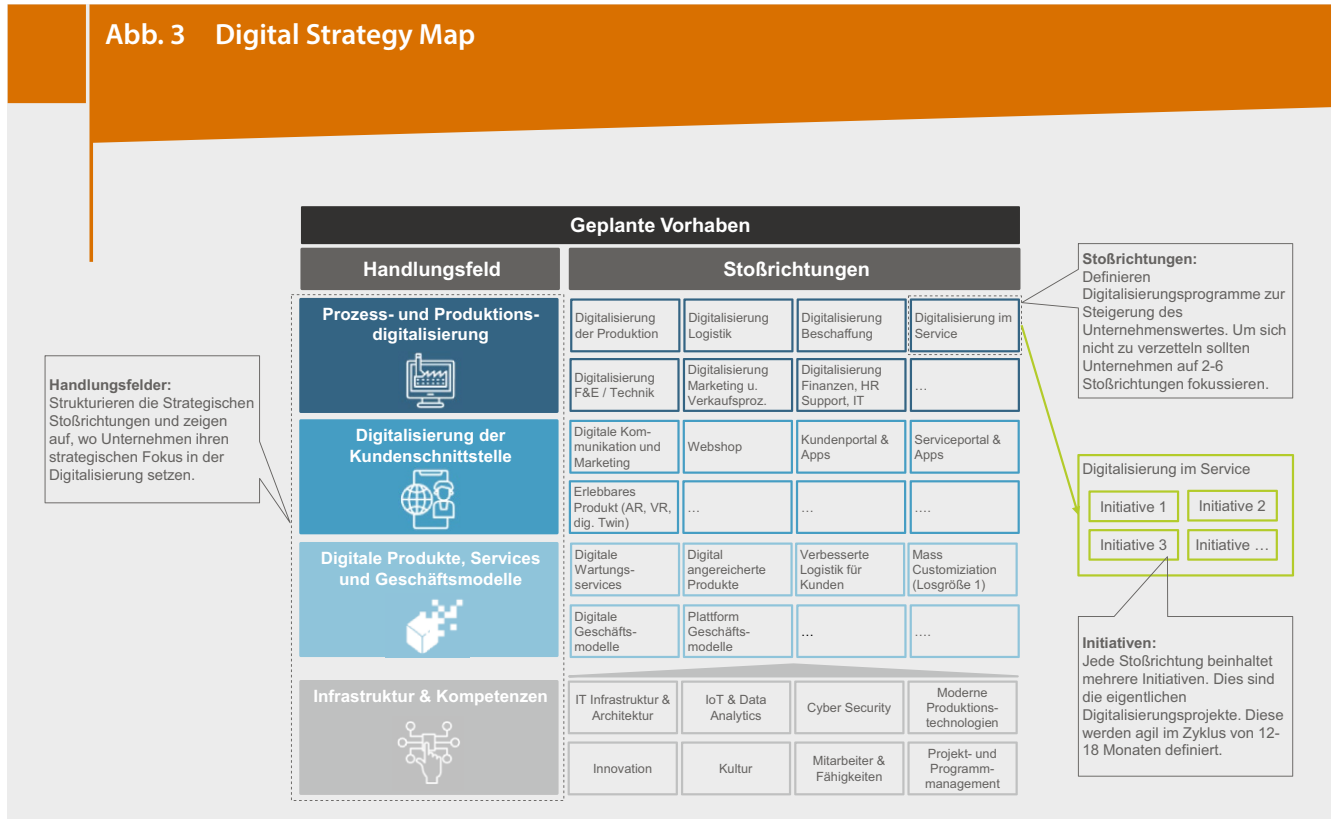 Abb. 3 Digital Strategy Map
Geplante Vorhaben
Handlungsfeld
Stoßrichtungen
Handlungsfelder:
Strukturieren die Strategischen
Stoßrichtungen und zeigen
auf, wo Unternehmen ihren
strategischen Fokus in der
Digitalisierung setzen.
Prozess- und Produktions-
digitalisierung
Digitalisierung
der Produktion
Digitalisierung
Logistik
Digitalisierung
Beschaffung
Digitalisierung im
Service
Digitalisierung
F&E / Technik
Digitalisierung
Marketing u.
Verkaufsproz.
Digitalisierung
Finanzen, HR
Support, IT
...
Digitalisierung der
Kundenschnittstelle
Digitale Kom-
munikation und
Marketing
Webshop
Kundenportal &
Apps
Serviceportal &
Apps
Erlebbares
Produkt (AR, VR,
dig. Twin)
...
...
....
Digitale Produkte, Services
und Geschäftsmodelle
Digitale
Wartungs-
services
Digital
angereicherte
Produkte
Verbesserte
Logistik für
Kunden
Mass
Customiziation
(Losgröße 1)
Digitale
Geschäfts-
modelle
Plattform
Geschäfts-
modelle
...
....
Infrastruktur & Kompetenzen
IT Infrastruktur &
Architektur
IoT & Data
Analytics
Cyber Security
Moderne
Produktions-
technologien
Innovation
Kultur
Mitarbeiter &
Fähigkeiten
Projekt- und
Programm-
management
Stoßrichtungen:
Definieren
Digitalisierungsprogramme zur
Steigerung des
Unternehmenswertes. Um sich
nicht zu verzetteln sollten
Unternehmen auf 2-6
Stoßrichtungen fokussieren.
Digitalisierung im Service
Initiative 1
Initiative 2
Initiative 3
Initiative ...
Initiativen:
Jede Stoßrichtung beinhaltet
mehrere Initiativen. Dies sind
die eigentlichen
Digitalisierungsprojekte. Diese
werden agil im Zyklus von 12-
18 Monaten definiert.